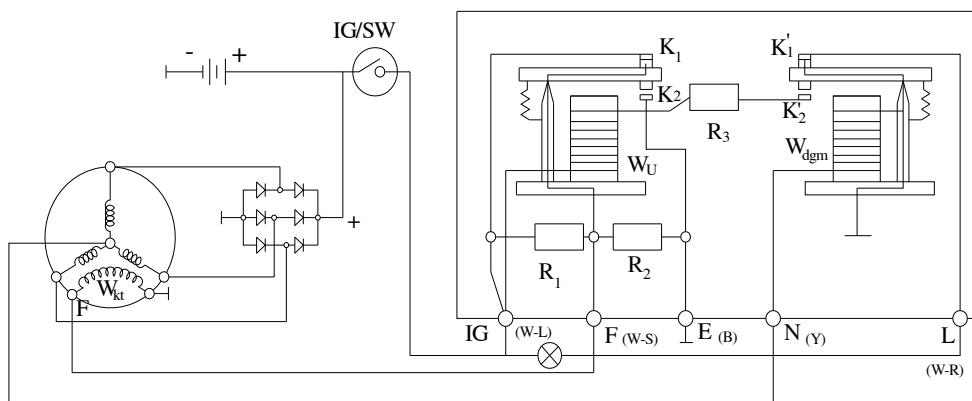 IG/SW
- +
K1 K'1
K2 K'2
R3
WU Wdgm
+
R1 R2
Wkt
F
IG (W-L) F (W-S) E (B) N (Y) L
(W-R)